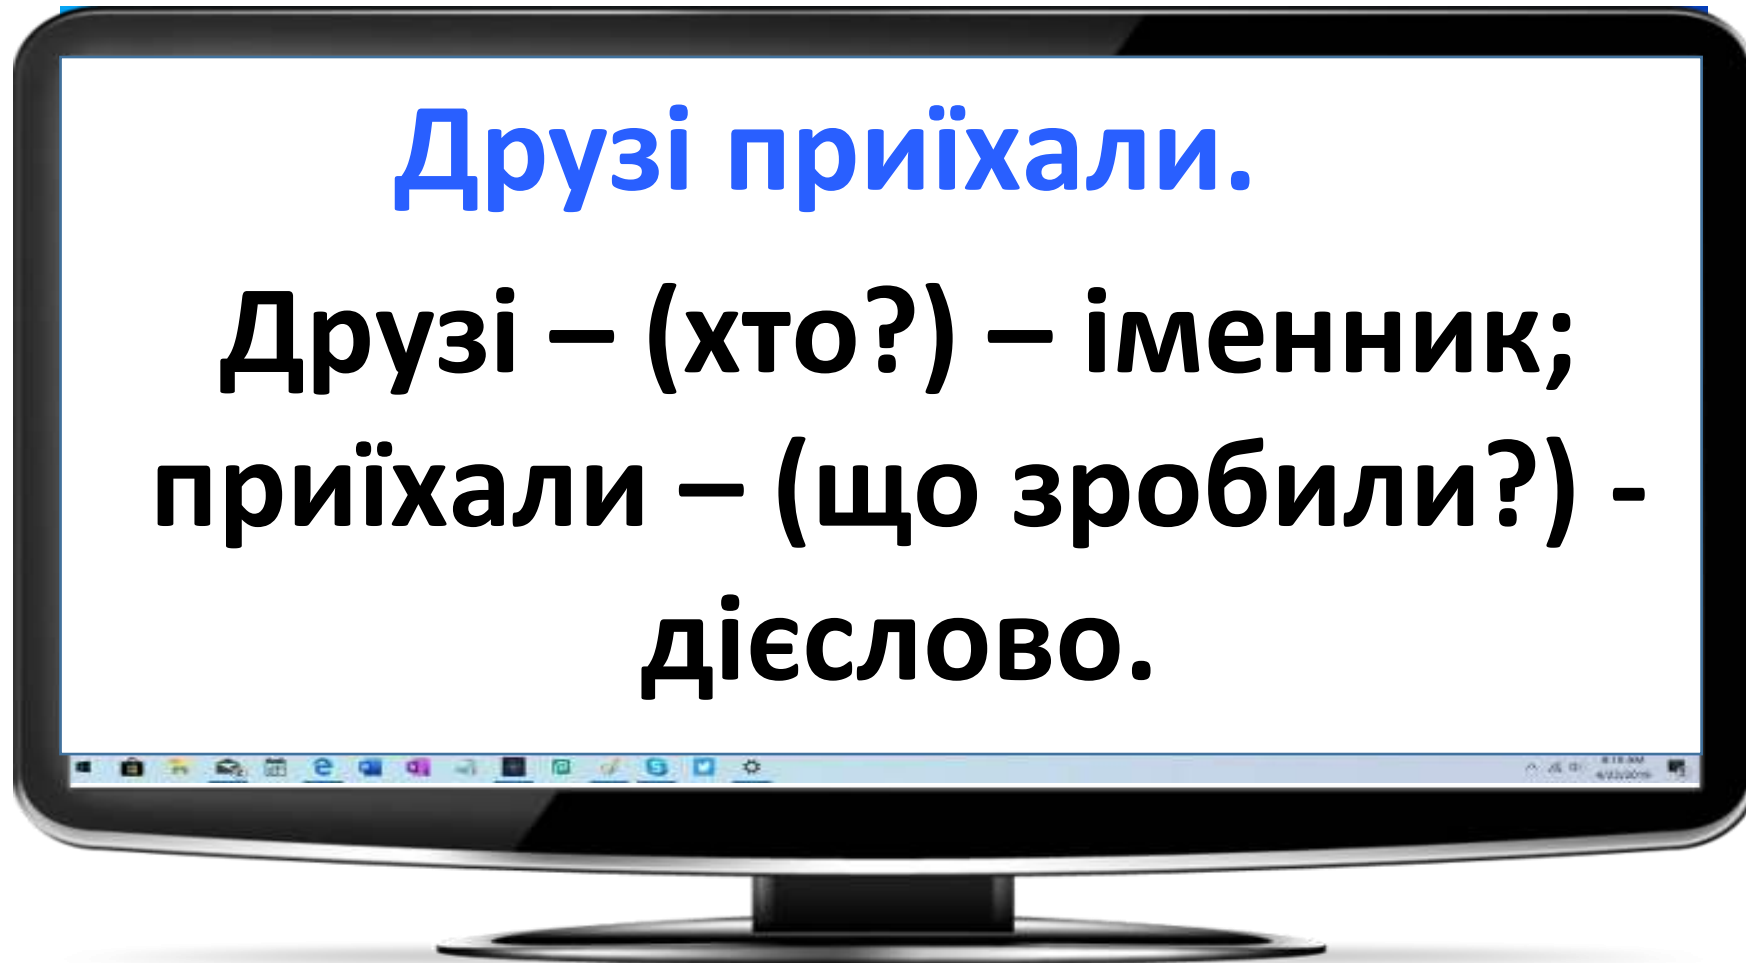 Друзі приїхали.
Друзі – (хто?) – іменник;
приїхали – (що зробили?) -
дієслово.